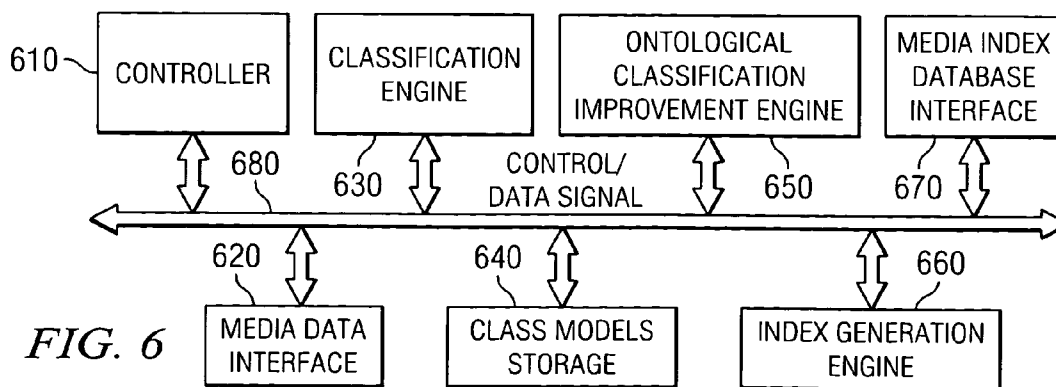 610
CONTROLLER
CLASSIFICATION
ENGINE
ONTOLOGICAL
CLASSIFICATION
IMPROVEMENT ENGINE
MEDIA INDEX
DATABASE
INTERFACE
680
630
CONTROL/
DATA SIGNAL
650
670
620
640
660
MEDIA DATA
INTERFACE
CLASS MODELS
STORAGE
INDEX GENERATION
ENGINE
FIG. 6